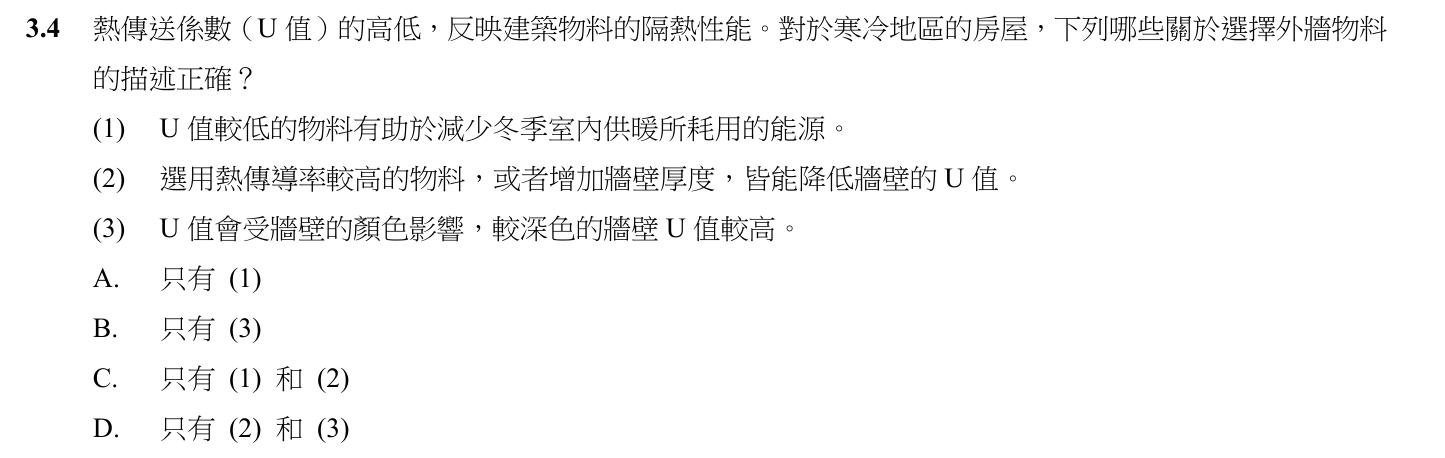 3.4 熱傳送係數（U 值）的高低，反映建築物料的隔熱性能。對於寒冷地區的房屋，下列哪些關於選擇外牆物料
的描述正確？
(1) U 值較低的物料有助於減少冬季室內供暖所耗用的能源。
(2) 選用熱傳導率較高的物料，或者增加牆壁厚度，皆能降低牆壁的 U 值。
(3) U 值會受牆壁的顏色影響，較深色的牆壁 U 值較高。
A. 只有 (1)
B. 只有 (3)
C. 只有 (1) 和 (2)
D. 只有 (2) 和 (3)